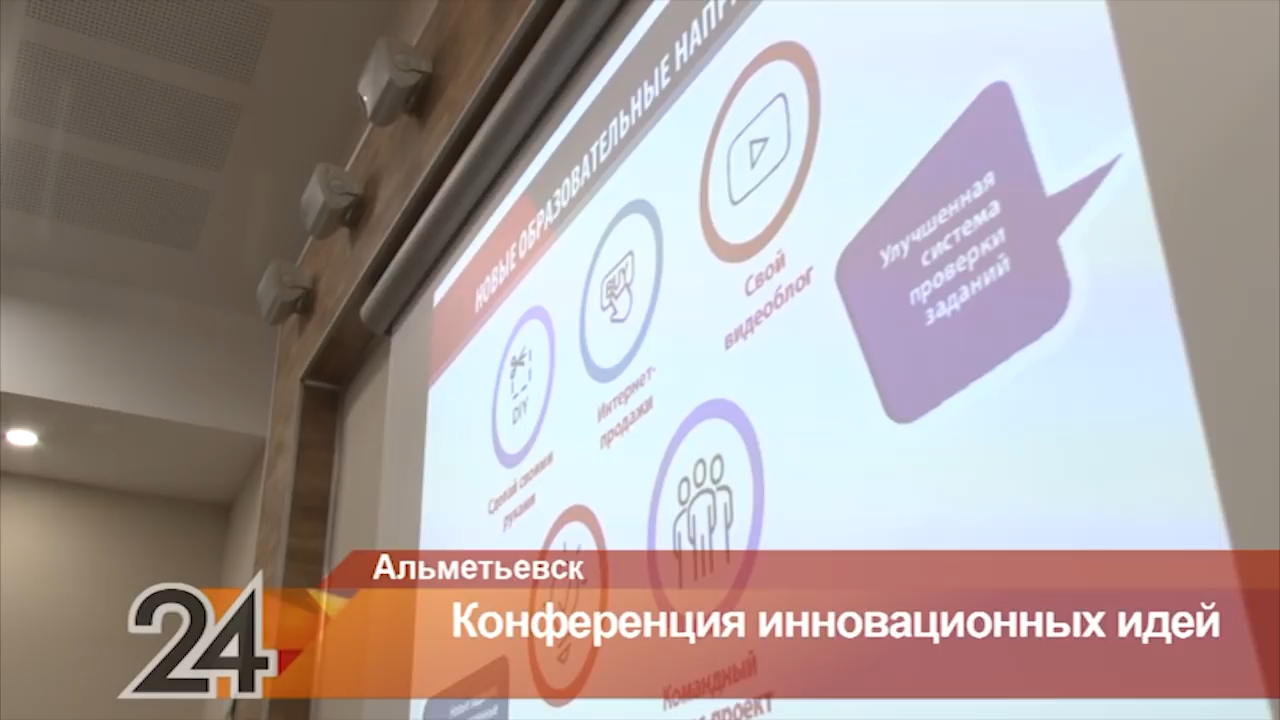 НОВЫЕ ОБРАЗОВАТЕЛЬНЫЕ
Свой
видеоблог
Улучшенная
система
проверки
заданий
BUY
Интернет-
продажи
DIY
Сделай своими
руками
Командный
проект
Альметьевск
Конференция инновационных идей
24